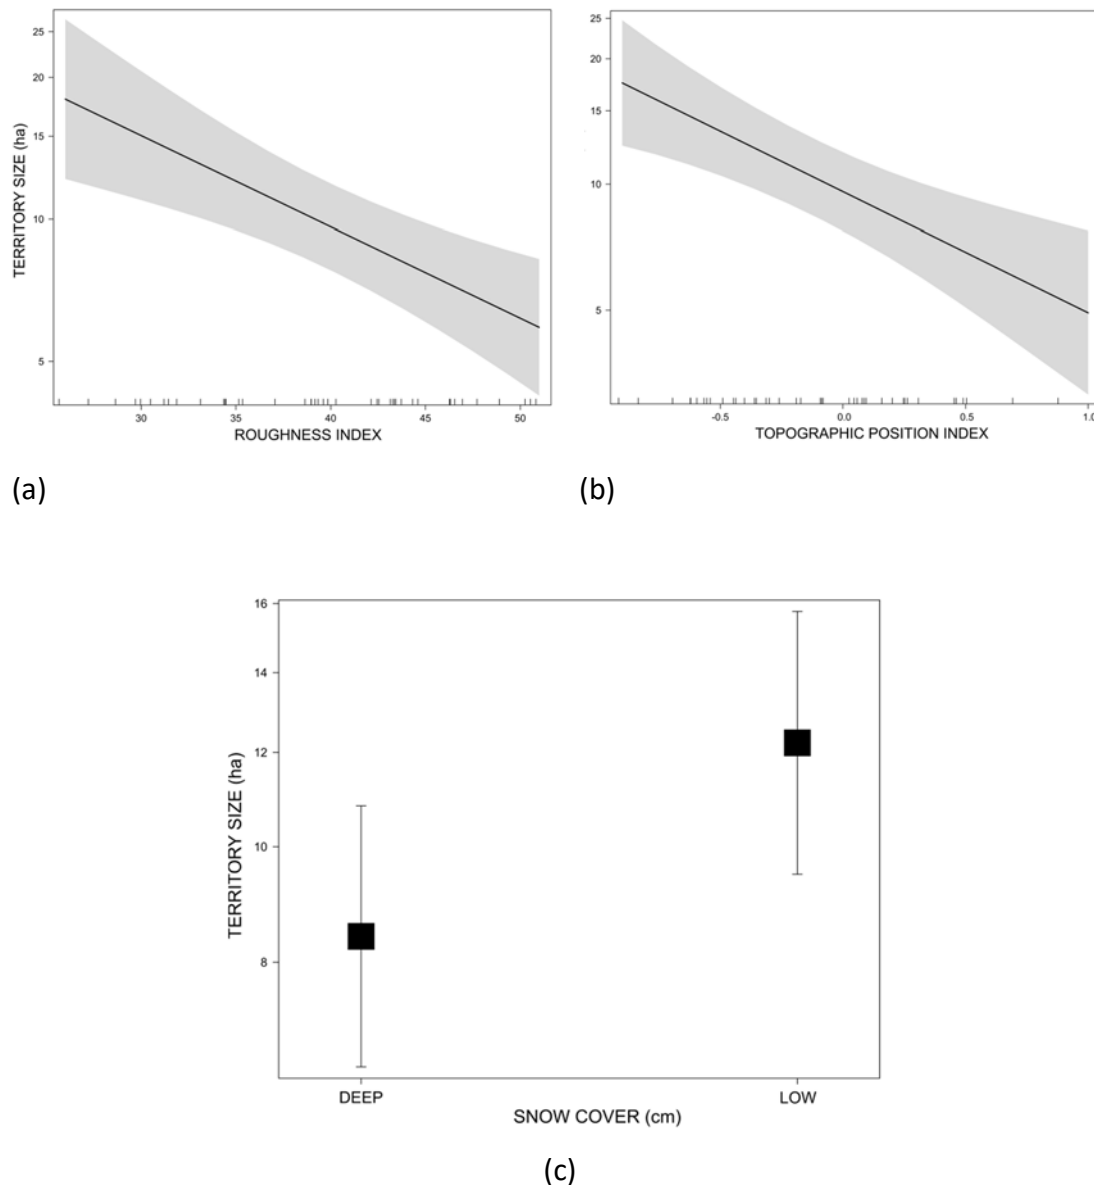 25
20
15
10
5
TERRITORY SIZE (ha)
30 35 40 45 50
ROUGHNESS INDEX
(a)
25
20
15
10
5
-0.5 0.0 0.5 1.0
TOPOGRAPHIC POSITION INDEX
(b)
16
14
12
10
8
TERRITORY SIZE (ha)
DEEP LOW
SNOW COVER (cm)
(c)